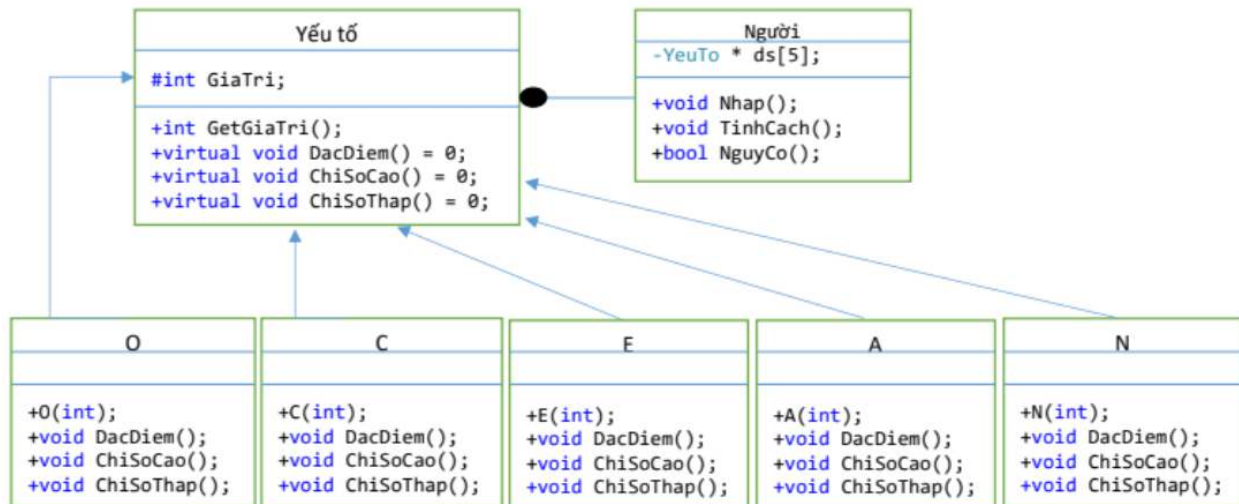 Yếu tố
#int GiaTri;
+int GetGiaTri();
+virtual void DacDiem() = 0;
+virtual void ChiSoCao() = 0;
+virtual void ChiSoThap() = 0;
Người
-YeuTo * ds[5];
+void Nhap();
+void TinhCach();
+bool NguyCo();
O
+O(int);
+void DacDiem();
+void ChiSoCao();
+void ChiSoThap();
C
+C(int);
+void DacDiem();
+void ChiSoCao();
+void ChiSoThap();
E
+E(int);
+void DacDiem();
+void ChiSoCao();
+void ChiSoThap();
A
+A(int);
+void DacDiem();
+void ChiSoCao();
+void ChiSoThap();
N
+N(int);
+void DacDiem();
+void ChiSoCao();
+void ChiSoThap();